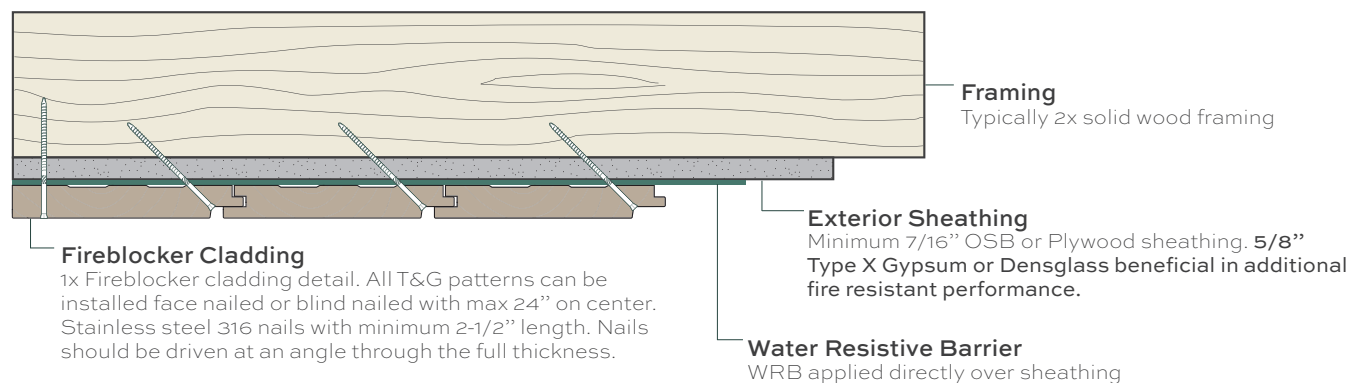 Framing
Typically 2x solid wood framing
Exterior Sheathing
Minimum 7/16” OSB or Plywood sheathing. 5/8”
Type X Gypsum or Densglass beneficial in additional
fire resistant performance.
Fireblocker Cladding
1x Fireblocker cladding detail. All T&G patterns can be
installed face nailed or blind nailed with max 24” on center.
Stainless steel 316 nails with minimum 2-1/2” length. Nails
should be driven at an angle through the full thickness.
Water Resistive Barrier
WRB applied directly over sheathing